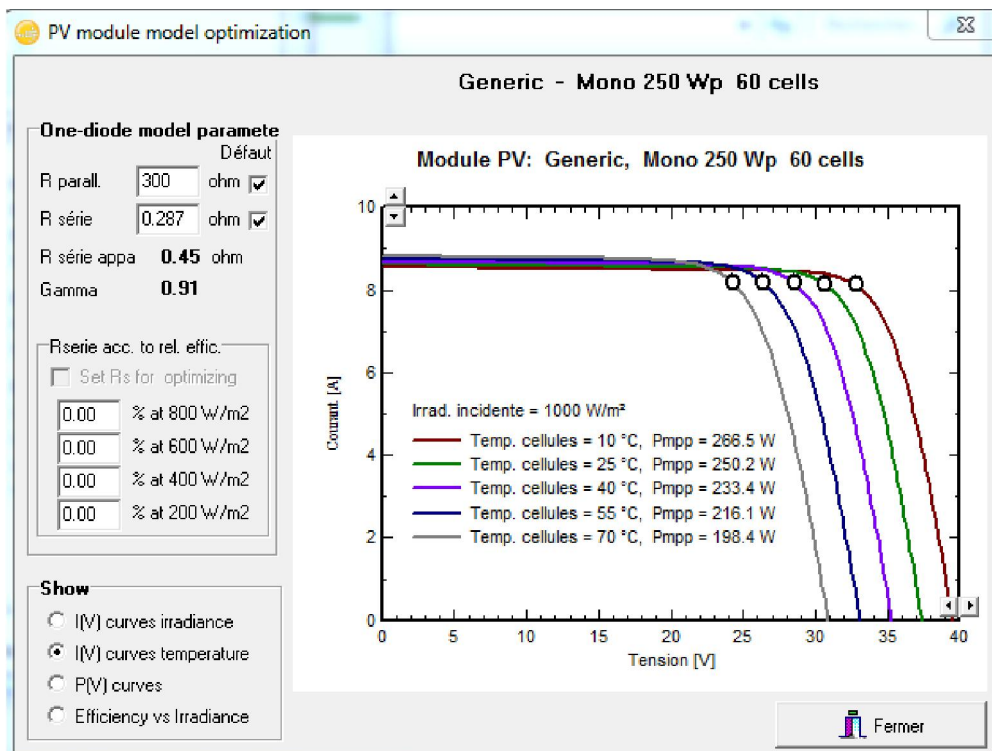 PV module model optimization
Generic - Mono 250 Wp 60 cells
One-diode model paramete
Défaut
R parall. 300 ohm
R série 0.287 ohm
R série appa 0.45 ohm
Gamma 0.91
Rserie acc. to rel. effic.
Set Rs for optimizing
0.00 % at 800 W/m2
0.00 % at 600 W/m2
0.00 % at 400 W/m2
0.00 % at 200 W/m2
Show
I(V) curves irradiance
I(V) curves temperature
P(V) curves
Efficiency vs Irradiance
Module PV: Generic, Mono 250 Wp 60 cells
10
8
6
4
2
0
Courant [A]
Irrad. incidente = 1000 W/m²
Temp. cellules = 10 °C, Pmpp = 266.5 W
Temp. cellules = 25 °C, Pmpp = 250.2 W
Temp. cellules = 40 °C, Pmpp = 233.4 W
Temp. cellules = 55 °C, Pmpp = 216.1 W
Temp. cellules = 70 °C, Pmpp = 198.4 W
0 5 10 15 20 25 30 35 40
Tension [V]
Fermer